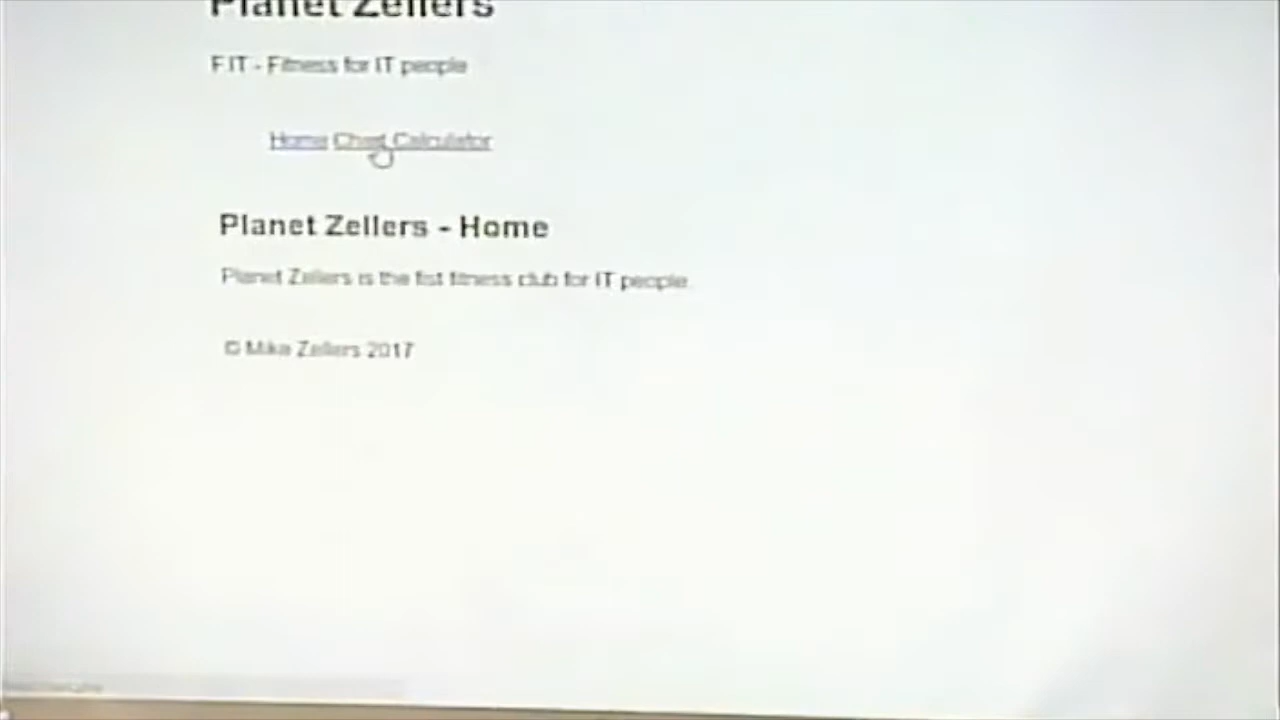 Planet Zellers
F.IT - Fitness for IT people
Home Chart Calculator
Planet Zellers - Home
Planet Zellers is the fist fitness club for IT people.
© Mike Zellers 2017